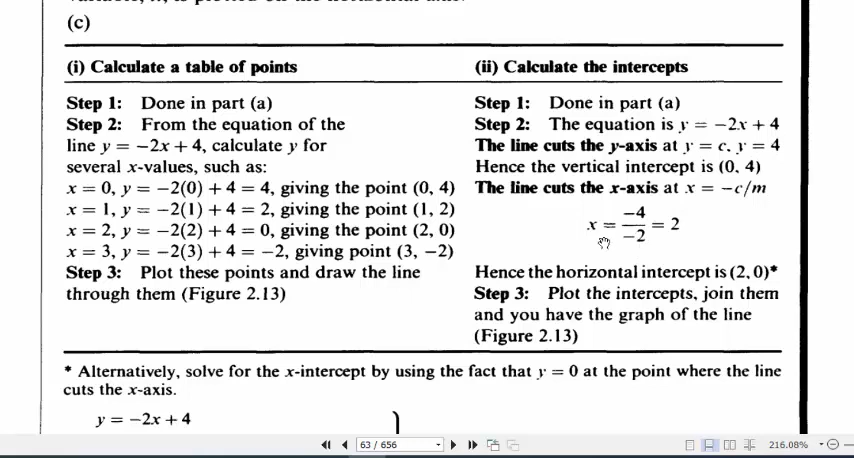 (c)
(i) Calculate a table of points
Step 1: Done in part (a)
Step 2: From the equation of the
line y = −2x + 4, calculate y for
several x-values, such as:
x = 0, y = −2(0) + 4 = 4, giving the point (0, 4)
x = 1, y = −2(1) + 4 = 2, giving the point (1, 2)
x = 2, y = −2(2) + 4 = 0, giving the point (2, 0)
x = 3, y = −2(3) + 4 = −2, giving point (3, −2)
Step 3: Plot these points and draw the line
through them (Figure 2.13)
(ii) Calculate the intercepts
Step 1: Done in part (a)
Step 2: The equation is y = −2x + 4
The line cuts the y-axis at y = c, y = 4
Hence the vertical intercept is (0, 4)
The line cuts the x-axis at x = −c/m
x = −4/−2 = 2
Hence the horizontal intercept is (2, 0)*
Step 3: Plot the intercepts, join them
and you have the graph of the line
(Figure 2.13)
* Alternatively, solve for the x-intercept by using the fact that y = 0 at the point where the line
cuts the x-axis.
y = −2x + 4
63 / 656
216.08%